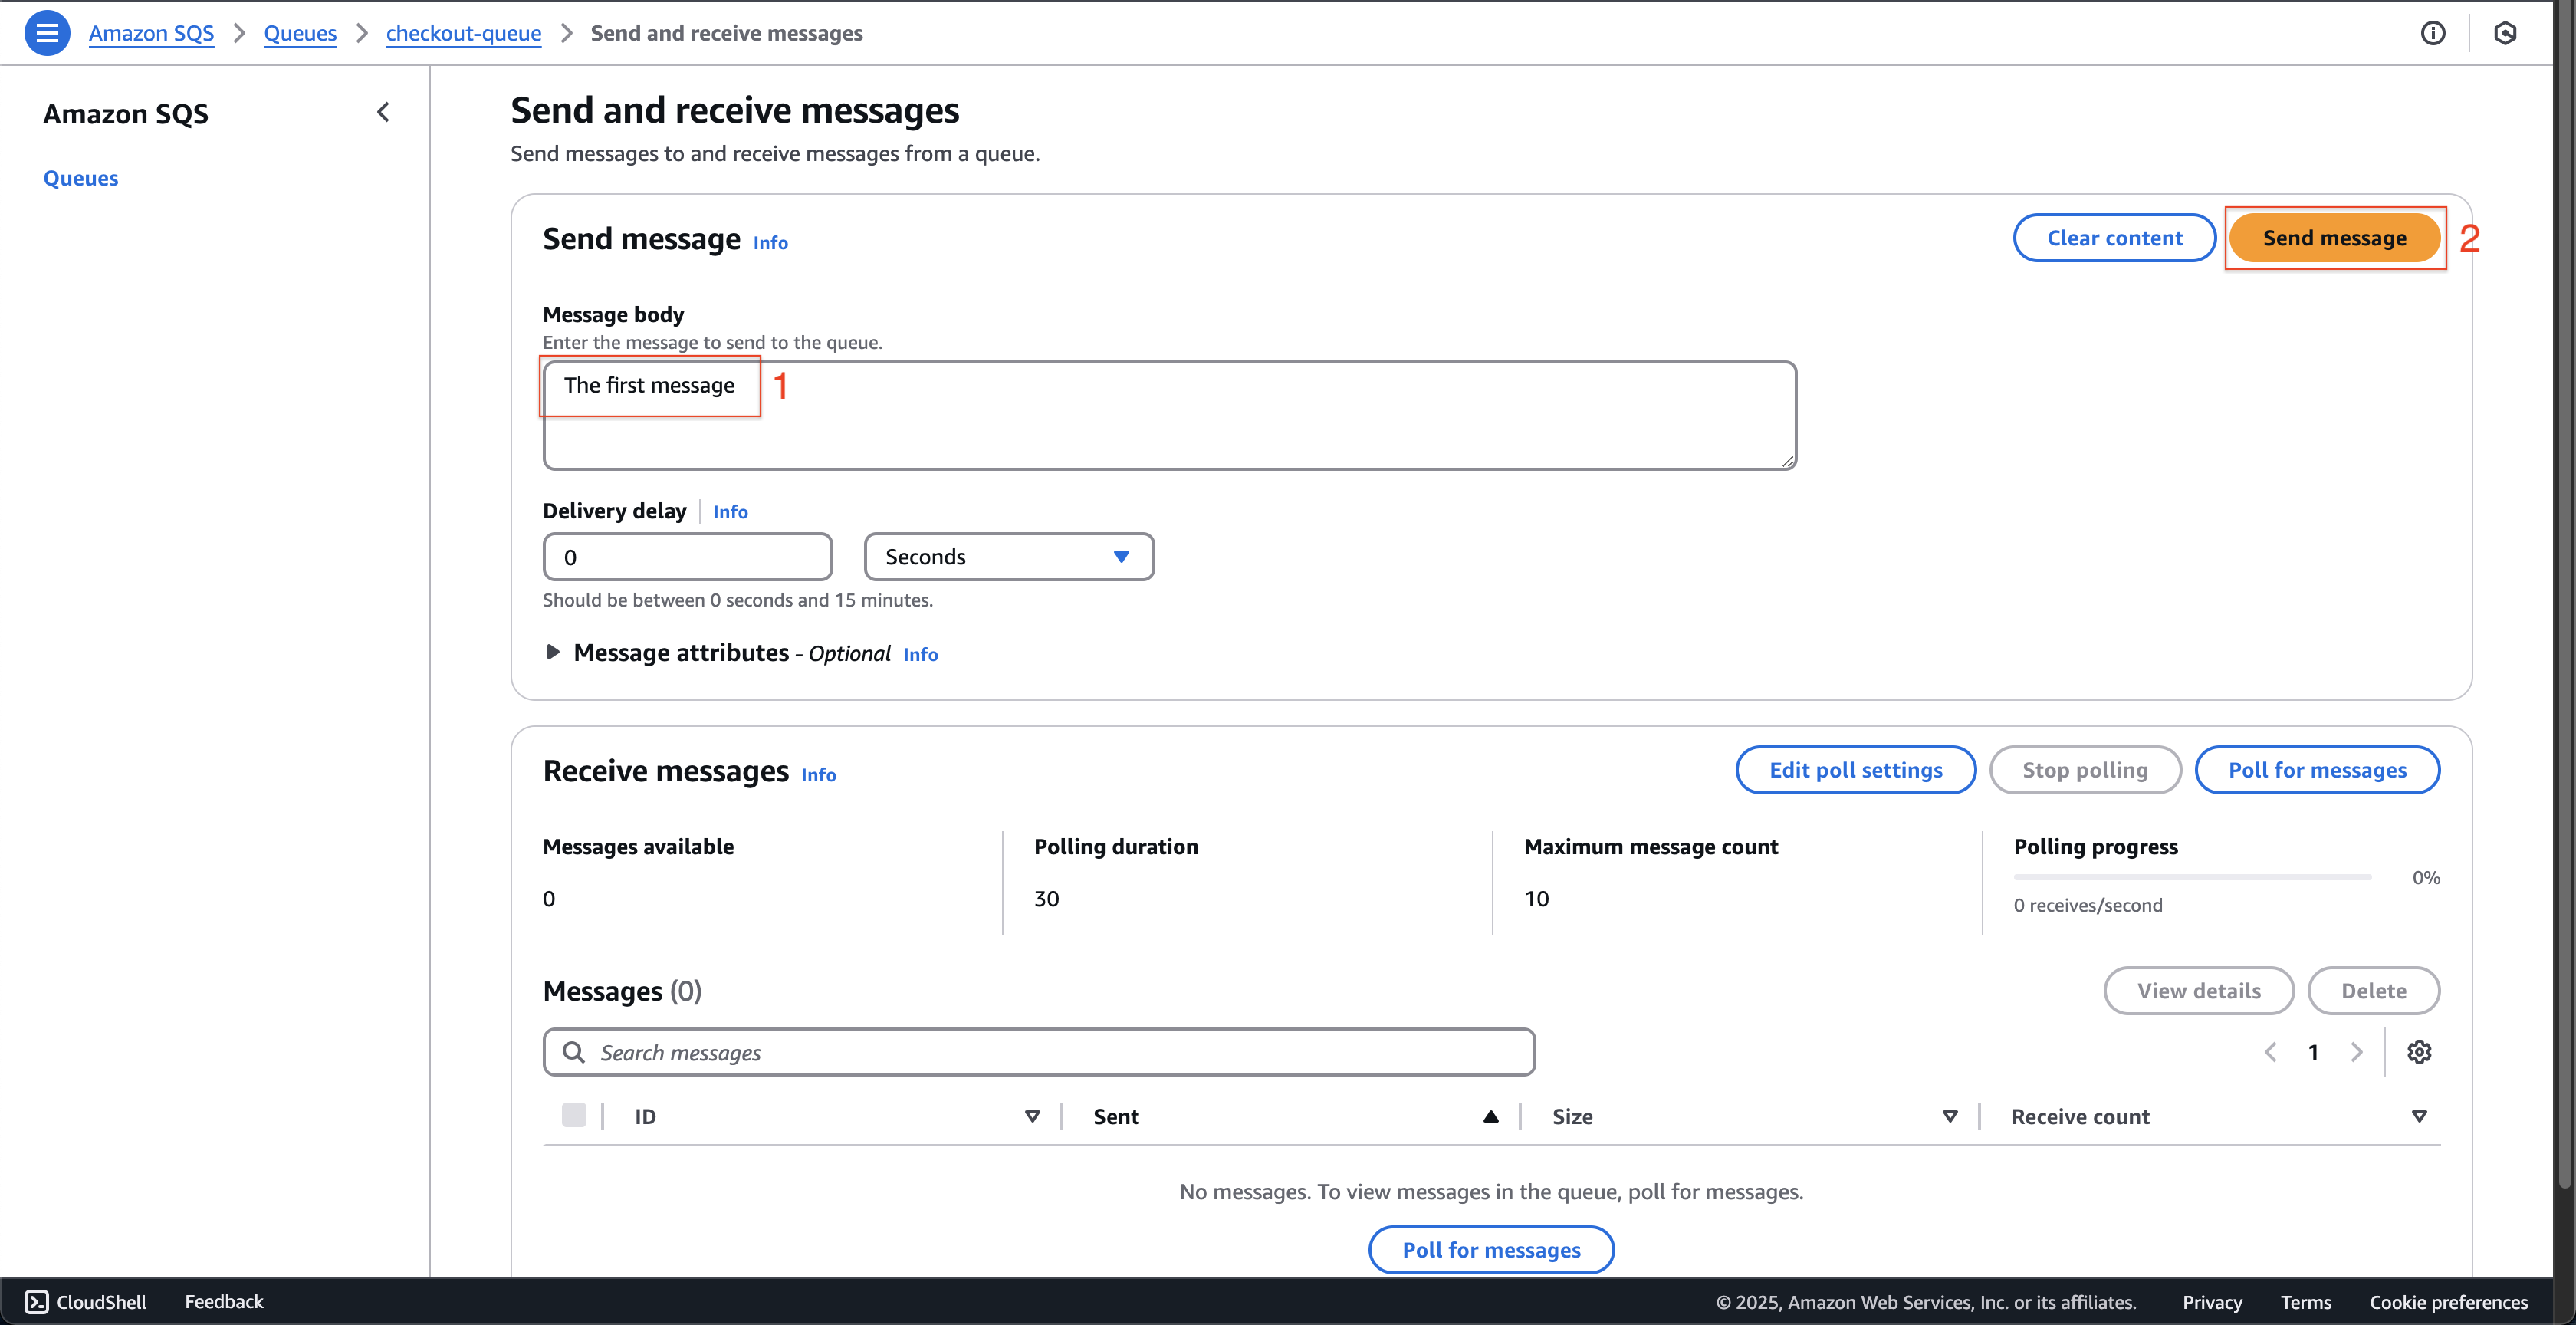 Amazon SQS > Queues > checkout-queue > Send and receive messages
Amazon SQS
Queues
Send and receive messages
Send messages to and receive messages from a queue.
Send message Info
Clear content
Send message
2
Message body
Enter the message to send to the queue.
The first message
1
Delivery delay
Info
0
Seconds
Should be between 0 seconds and 15 minutes.
Message attributes - Optional Info
Receive messages Info
Edit poll settings
Stop polling
Poll for messages
Messages available
0
Polling duration
30
Maximum message count
10
Polling progress
0%
0 receives/second
Messages (0)
View details
Delete
Search messages
1
ID
Sent
Size
Receive count
No messages. To view messages in the queue, poll for messages.
Poll for messages
CloudShell
Feedback
© 2025, Amazon Web Services, Inc. or its affiliates.
Privacy
Terms
Cookie preferences